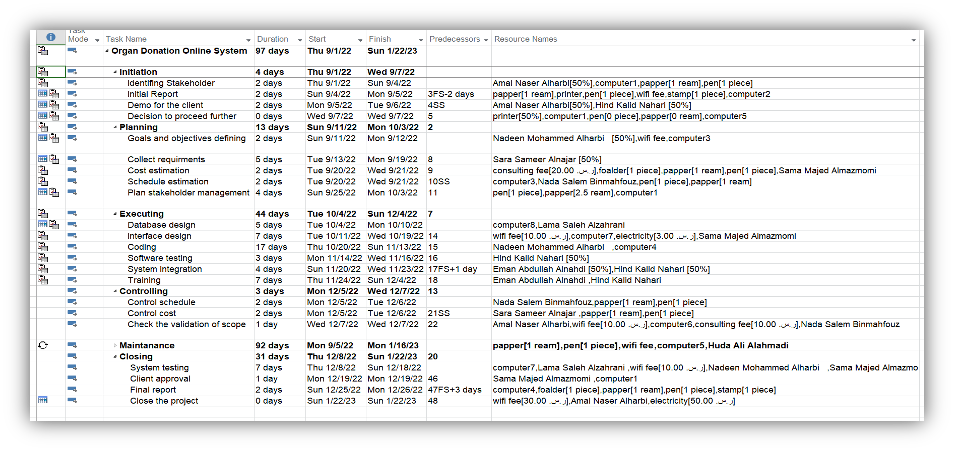 Task Mode Task Name Duration Start Finish Predecessors Resource Names
Organ Donation Online System 97 days Thu 9/1/22 Sun 1/22/23
Initiation 4 days Thu 9/1/22 Wed 9/7/22
Identifing Stakeholder 2 days Thu 9/1/22 Sun 9/4/22 Amal Naser Alharbi[50%],computer1,papper[1 ream],pen[1 piece]
Initial Report 2 days Sun 9/4/22 Mon 9/5/22 3FS-2 days papper[1 ream],printer,pen[1 piece],wifi fee,stamp[1 piece],computer2
Demo for the client 2 days Mon 9/5/22 Tue 9/6/22 4SS Amal Naser Alharbi[50%],Hind Kalid Nahari [50%]
Decision to proceed further 0 days Wed 9/7/22 Wed 9/7/22 5 printer[50%],computer1,pen[0 piece],papper[0 ream],computer5
Planning 13 days Sun 9/11/22 Mon 10/3/22 2
Goals and objectives defining 2 days Sun 9/11/22 Mon 9/12/22 Nadeen Mohammed Alharbi [50%],wifi fee,computer3
Collect requirments 5 days Tue 9/13/22 Mon 9/19/22 8 Sara Sameer Alnajar [50%]
Cost estimation 2 days Tue 9/20/22 Wed 9/21/22 9 consulting fee[20.00 ر.س.],foalder[1 piece],papper[1 ream],pen[1 piece],Sama Majed Almazmomi
Schedule estimation 2 days Tue 9/20/22 Wed 9/21/22 10SS computer3,Nada Salem Binmahfouz,pen[1 piece],papper[1 ream]
Plan stakeholder management 4 days Sun 9/25/22 Mon 10/3/22 11 pen[1 piece],papper[2.5 ream],computer1
Executing 44 days Tue 10/4/22 Sun 12/4/22 7
Database design 5 days Tue 10/4/22 Mon 10/10/22 computer8,Lama Saleh Alzahrani
Interface design 7 days Tue 10/11/22 Wed 10/19/22 14 wifi fee[10.00 ر.س.],computer7,electricity[3.00 ر.س.],Sama Majed Almazmomi
Coding 17 days Thu 10/20/22 Sun 11/13/22 15 Nadeen Mohammed Alharbi ,computer4
Software testing 3 days Mon 11/14/22 Wed 11/16/22 16 Hind Kalid Nahari [50%]
System integration 4 days Sun 11/20/22 Wed 11/23/22 17FS+1 day Eman Abdullah Alnahdi [50%],Hind Kalid Nahari [50%]
Training 7 days Thu 11/24/22 Sun 12/4/22 18 Eman Abdullah Alnahdi ,Hind Kalid Nahari
Controlling 3 days Mon 12/5/22 Wed 12/7/22 13
Control schedule 2 days Mon 12/5/22 Tue 12/6/22 Nada Salem Binmahfouz,papper[1 ream],pen[1 piece]
Control cost 2 days Mon 12/5/22 Tue 12/6/22 21SS Sara Sameer Alnajar ,papper[1 ream],pen[1 piece]
Check the validation of scope 1 day Wed 12/7/22 Wed 12/7/22 22 Amal Naser Alharbi,wifi fee[10.00 ر.س.],computer6,consulting fee[10.00 ر.س.],Nada Salem Binmahfouz
Maintanance 92 days Mon 9/5/22 Mon 1/16/23 papper[1 ream],pen[1 piece],wifi fee,computer5,Huda Ali Alahmadi
Closing 31 days Thu 12/8/22 Sun 1/22/23 20
System testing 7 days Thu 12/8/22 Sun 12/18/22 computer7,Lama Saleh Alzahrani ,wifi fee[10.00 ر.س.],Nadeen Mohammed Alharbi ,Sama Majed Almazmo
Client approval 1 day Mon 12/19/22 Mon 12/19/22 46 Sama Majed Almazmomi ,computer1
Final report 2 days Sun 12/25/22 Mon 12/26/22 47FS+3 days computer4,foalder[1 piece],papper[1 ream],pen[1 piece],stamp[1 piece]
Close the project 0 days Sun 1/22/23 Sun 1/22/23 48 wifi fee[30.00 ر.س.],Amal Naser Alharbi,electricity[50.00 ر.س.]